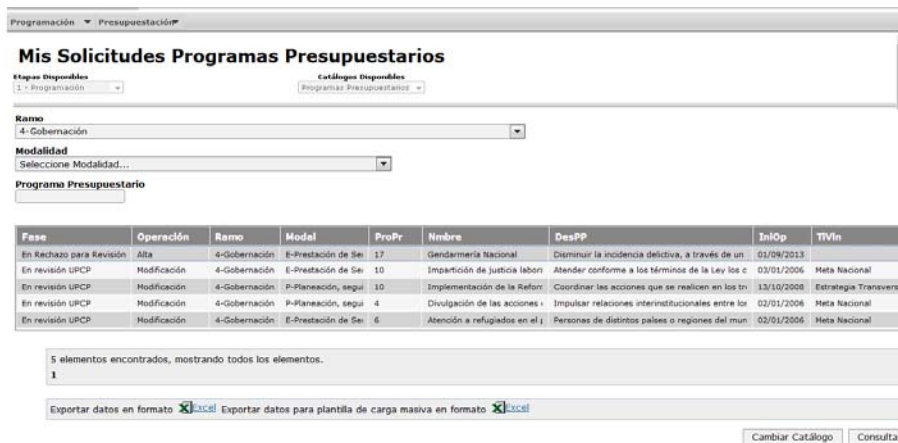 Programación Presupuestación
Mis Solicitudes Programas Presupuestarios
Etapas Disponibles Catálogos Disponibles
1 - Programación Programas Presupuestarios
Ramo
4-Gobernación
Modalidad
Seleccione Modalidad...
Programa Presupuestario
Fase Operación Ramo Model ProPr Nmbre DesPP IniOp TiVin
En Rechazo para Revisión Alta 4-Gobernación E-Prestación de Ser 17 Gendarmería Nacional Disminuir la incidencia delictiva, a través de un 01/09/2013
En revisión UPCP Modificación 4-Gobernación E-Prestación de Ser 10 Impartición de justicia labor Atender conforme a los términos de la Ley los c 03/01/2006 Meta Nacional
En revisión UPCP Modificación 4-Gobernación P-Planeación, segui 10 Implementación de la Reform Coordinar las acciones que se realicen en los tr 13/10/2008 Estrategia Transvers
En revisión UPCP Modificación 4-Gobernación P-Planeación, segui 4 Divulgación de las acciones Impulsar relaciones interinstitucionales entre los 02/01/2006 Meta Nacional
En revisión UPCP Modificación 4-Gobernación E-Prestación de Ser 6 Atención a refugiados en el Personas de distintos países o regiones del mun 02/01/2006 Meta Nacional
5 elementos encontrados, mostrando todos los elementos.
1
Exportar datos en formato Excel Exportar datos para plantilla de carga masiva en formato Excel
Cambiar Catálogo Consulta